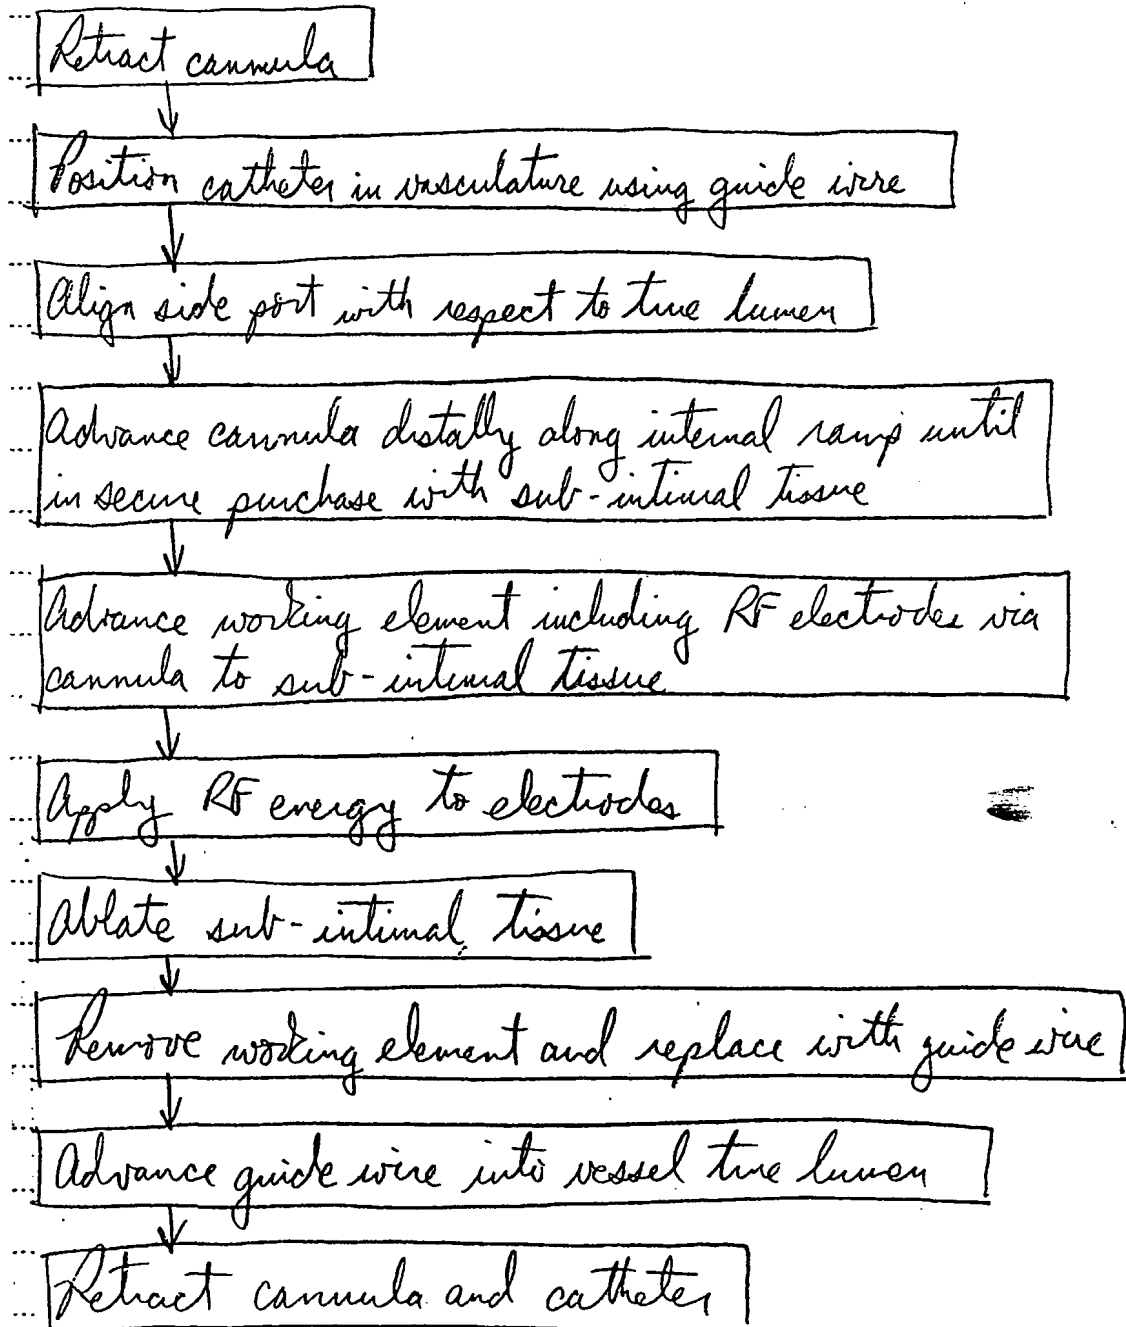 Retract cannula
Position catheter in vasculature using guide wire
Align side port with respect to true lumen
Advance cannula distally along internal ramp until
in secure purchase with sub-intimal tissue
Advance working element including RF electrodes via
cannula to sub-intimal tissue
Apply RF energy to electrodes
Ablate sub-intimal tissue
Remove working element and replace with guide wire
Advance guide wire into vessel true lumen
Retract cannula and catheter